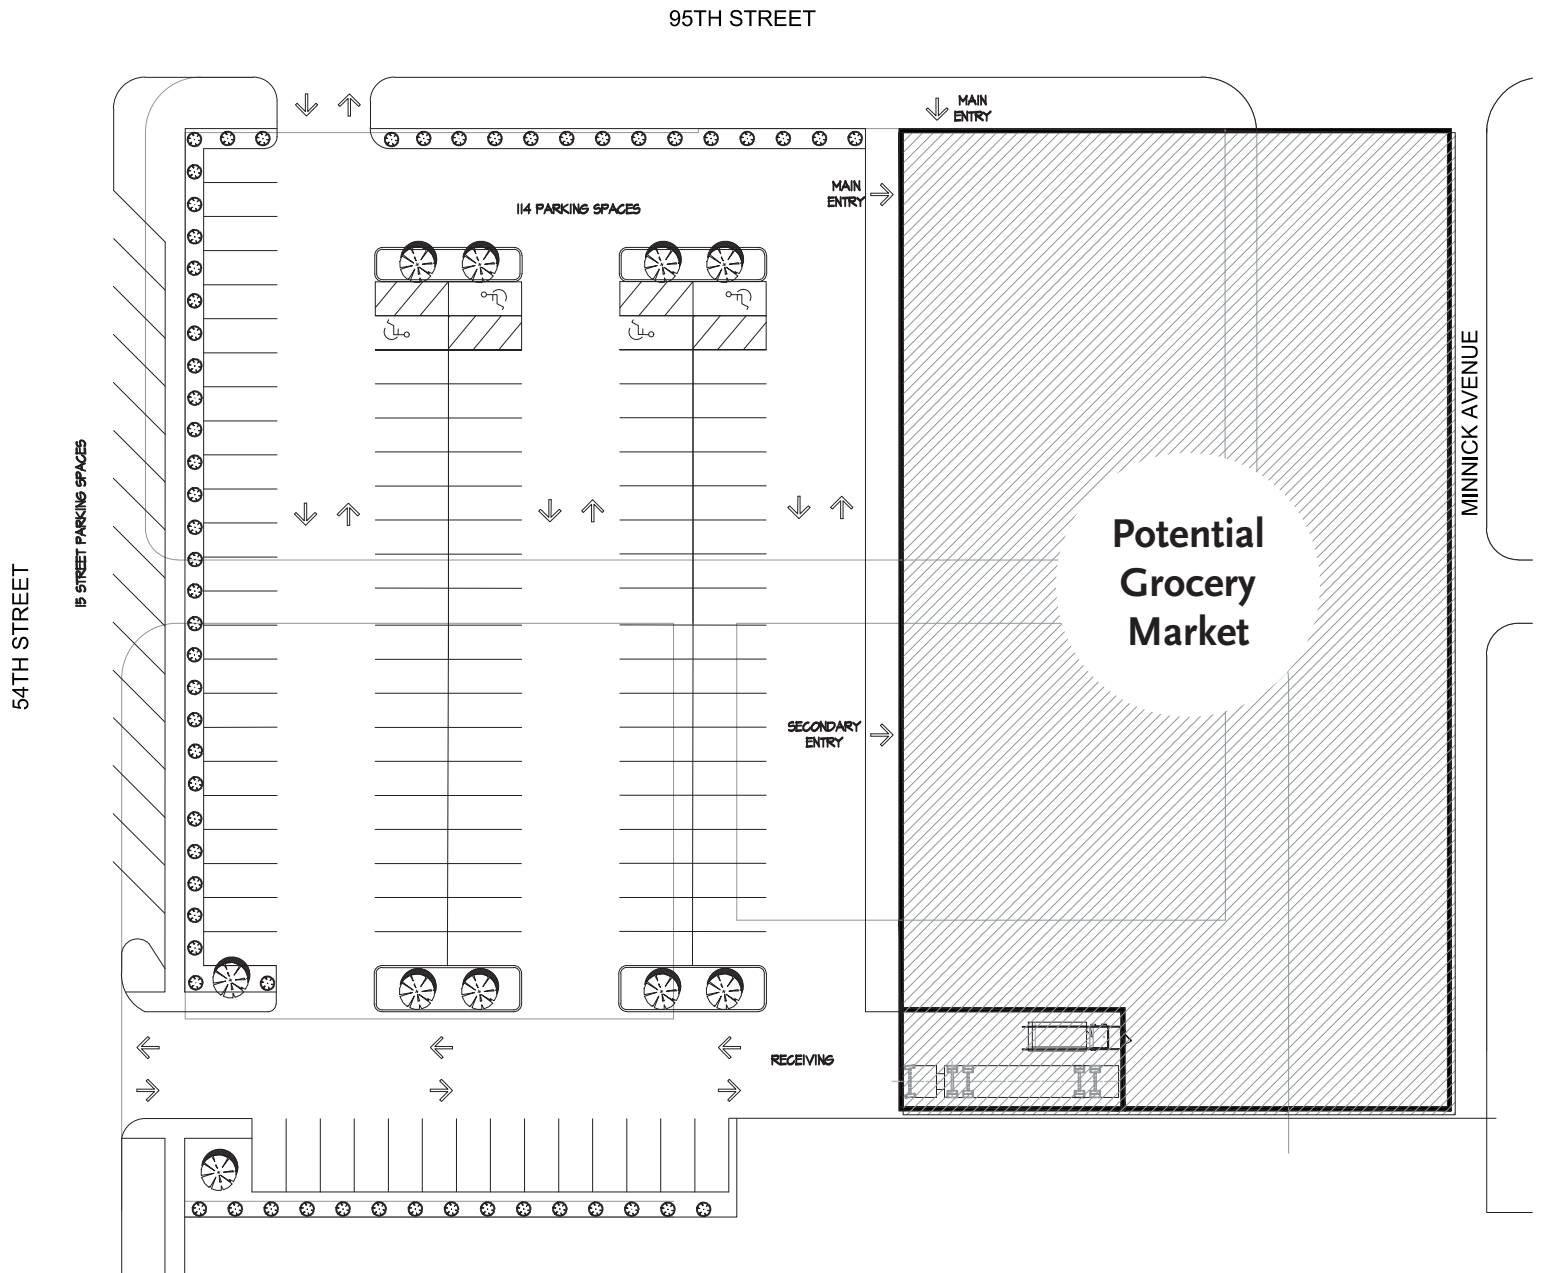 95TH STREET
MAIN
ENTRY
MAIN
ENTRY
114 PARKING SPACES
MINNICK AVENUE
15 STREET PARKING SPACES
54TH STREET
Potential
Grocery
Market
SECONDARY
ENTRY
RECEIVING